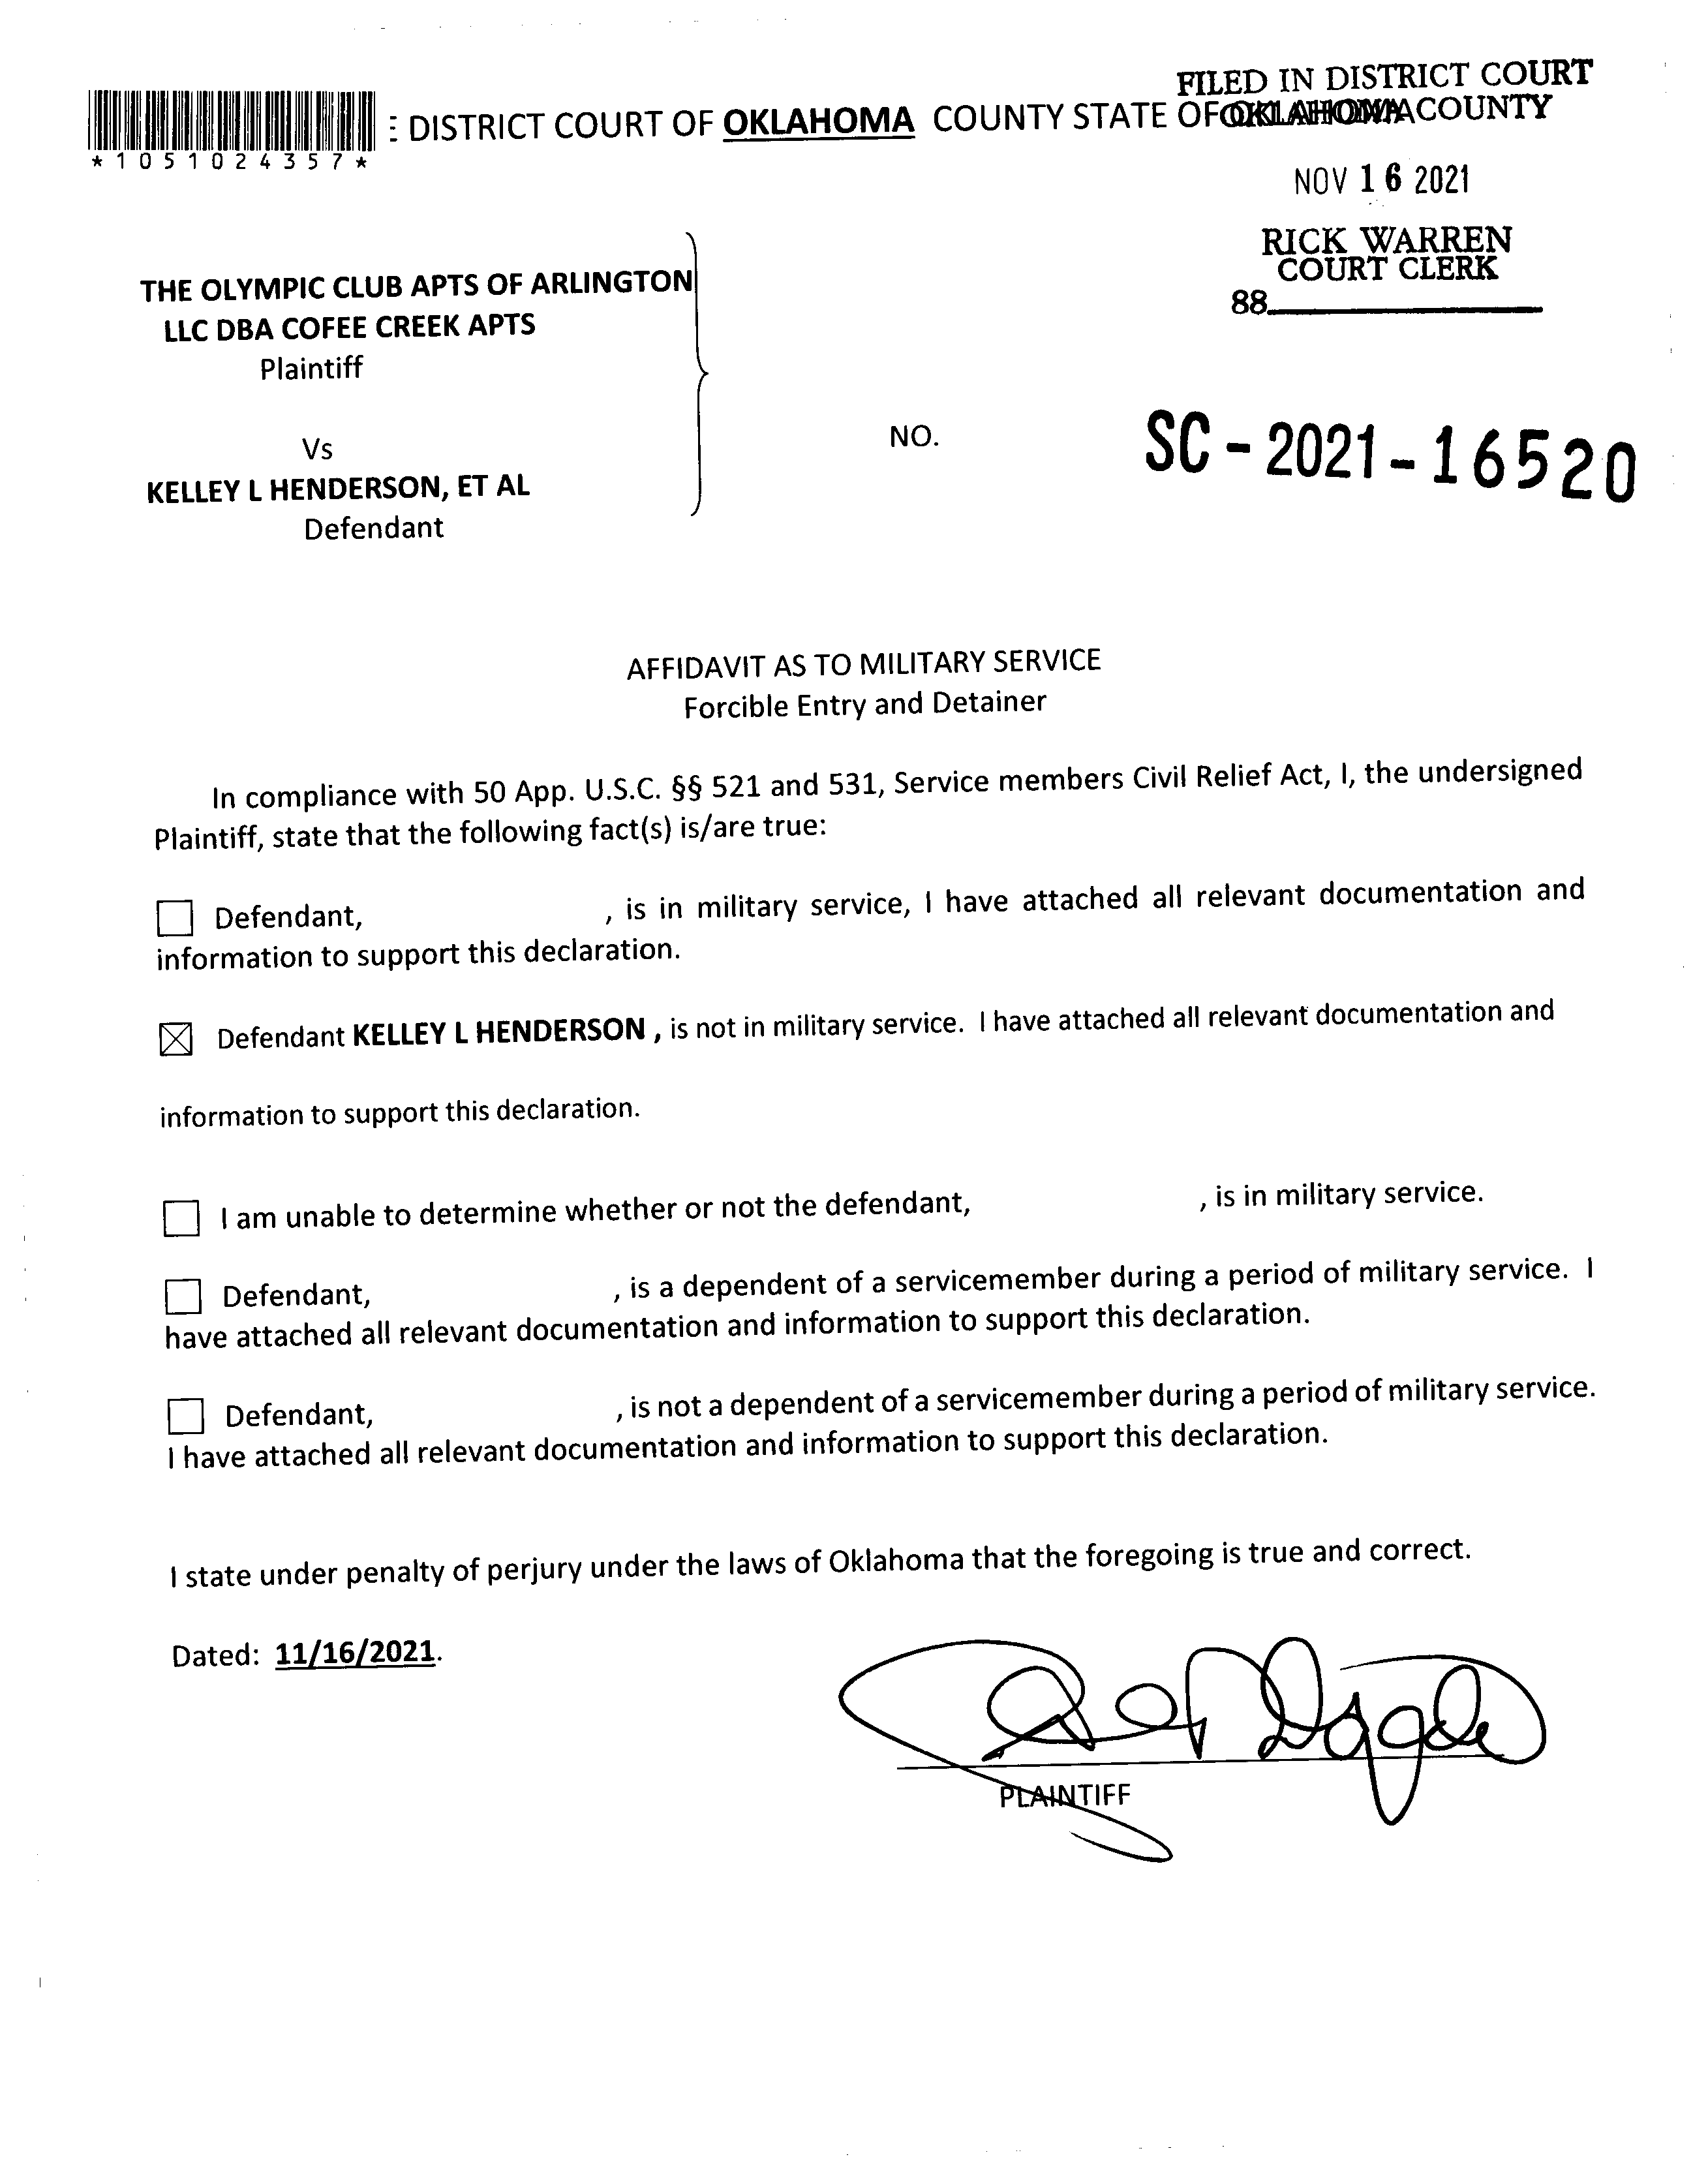 FILED IN DISTRICT COURT
OKLAHOMA COUNTY
: DISTRICT COURT OF OKLAHOMA COUNTY STATE OF OKLAHOMA
*1051024357*
NOV 16 2021
RICK WARREN
COURT CLERK
88
THE OLYMPIC CLUB APTS OF ARLINGTON
LLC DBA COFEE CREEK APTS
Plaintiff
NO.
SC-2021-16520
Vs
KELLEY L HENDERSON, ET AL
Defendant
AFFIDAVIT AS TO MILITARY SERVICE
Forcible Entry and Detainer
In compliance with 50 App. U.S.C. §§ 521 and 531, Service members Civil Relief Act, I, the undersigned
Plaintiff, state that the following fact(s) is/are true:
☐ Defendant, , is in military service, I have attached all relevant documentation and
information to support this declaration.
☒ Defendant KELLEY L HENDERSON , is not in military service. I have attached all relevant documentation and
information to support this declaration.
☐ I am unable to determine whether or not the defendant, , is in military service.
☐ Defendant, , is a dependent of a servicemember during a period of military service. I
have attached all relevant documentation and information to support this declaration.
☐ Defendant, , is not a dependent of a servicemember during a period of military service.
I have attached all relevant documentation and information to support this declaration.
I state under penalty of perjury under the laws of Oklahoma that the foregoing is true and correct.
Dated: 11/16/2021.
PLAINTIFF